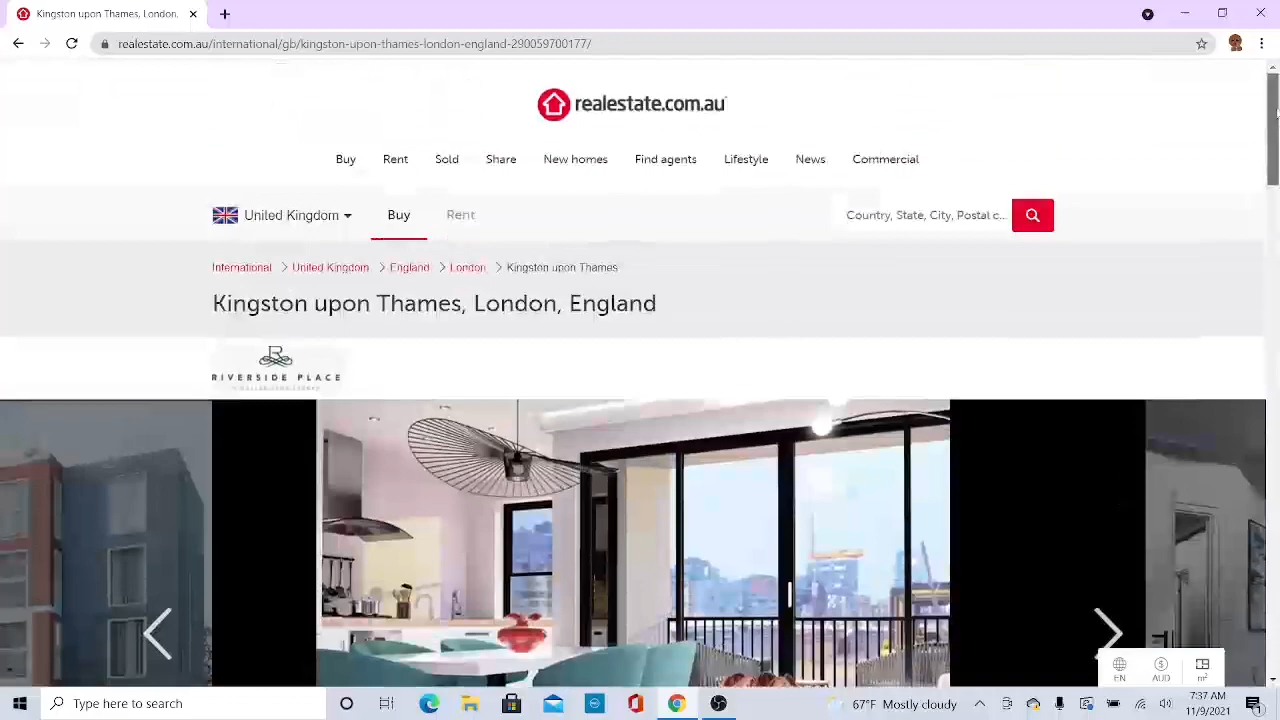 Kingston upon Thames, London.
realestate.com.au/international/gb/kingston-upon-thames-london-england-290059700177/
realestate.com.au
Buy Rent Sold Share New homes Find agents Lifestyle News Commercial
United Kingdom Buy Rent Country, State, City, Postal c...
International > United Kingdom > England > London > Kingston upon Thames
Kingston upon Thames, London, England
R
RIVERSIDE PLACE
EN AUD m²
Type here to search
67°F Mostly cloudy
7:37 AM
11/9/2021